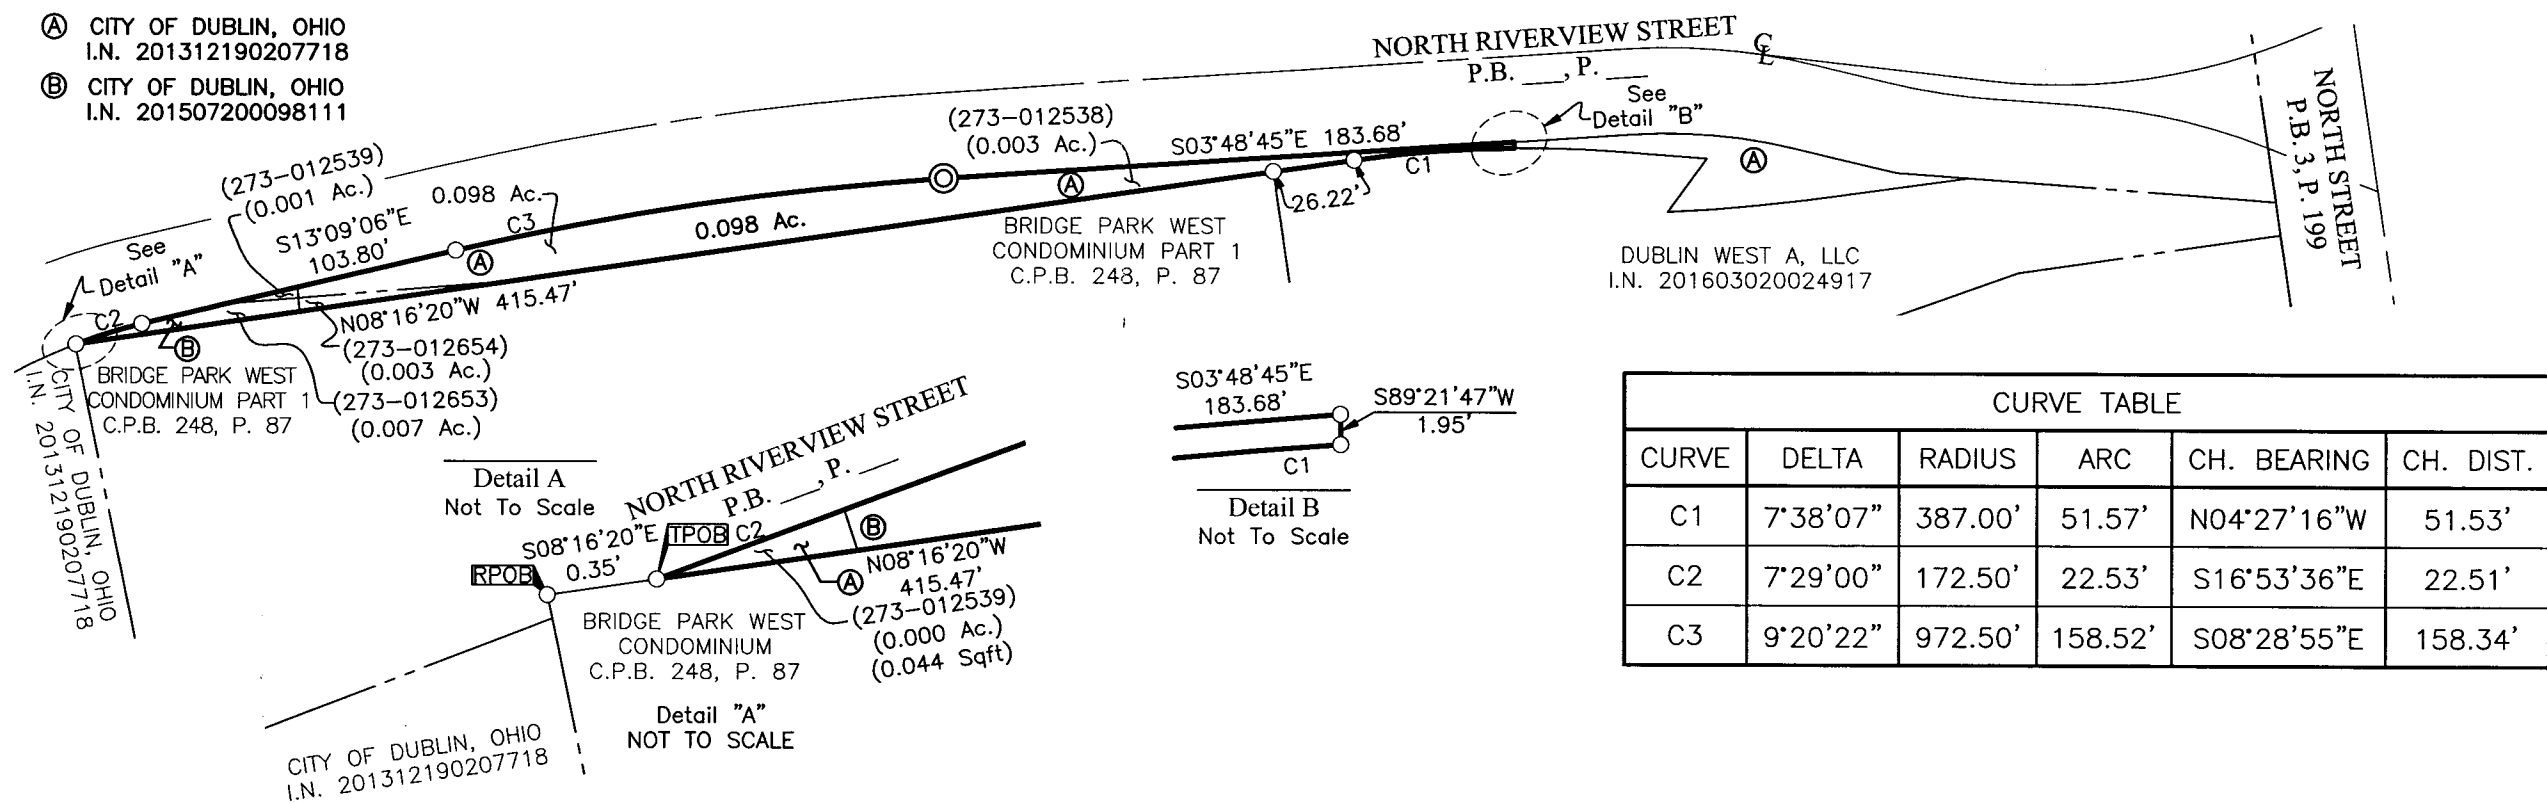 Ⓐ CITY OF DUBLIN, OHIO
I.N. 201312190207718
Ⓑ CITY OF DUBLIN, OHIO
I.N. 201507200098111
NORTH RIVERVIEW STREET
P.B. ___, P. ___
℄
See
Detail "B"
NORTH STREET
P.B. 3, P. 199
(273-012539)
(0.001 Ac.)
S13°09'06"E
103.80'
0.098 Ac.
C3
Ⓐ
(273-012538)
(0.003 Ac.)
S03°48'45"E 183.68'
C1
Ⓐ
Ⓐ
26.22'
0.098 Ac.
BRIDGE PARK WEST
CONDOMINIUM PART 1
C.P.B. 248, P. 87
DUBLIN WEST A, LLC
I.N. 201603020024917
See
Detail "A"
C2
Ⓑ
N08°16'20"W 415.47'
(273-012654)
(0.003 Ac.)
(273-012653)
(0.007 Ac.)
BRIDGE PARK WEST
CONDOMINIUM PART 1
C.P.B. 248, P. 87
CITY OF DUBLIN, OHIO
I.N. 201312190207718
Detail A
Not To Scale
NORTH RIVERVIEW STREET
P.B. ___, P. ___
S08°16'20"E
0.35'
RPOB
TPOB
C2
Ⓑ
Ⓐ
N08°16'20"W
415.47'
(273-012539)
(0.000 Ac.)
(0.044 Sqft)
BRIDGE PARK WEST
CONDOMINIUM
C.P.B. 248, P. 87
Detail "A"
NOT TO SCALE
CITY OF DUBLIN, OHIO
I.N. 201312190207718
S03°48'45"E
183.68'
S89°21'47"W
1.95'
C1
Detail B
Not To Scale
CURVE TABLE
CURVE DELTA RADIUS ARC CH. BEARING CH. DIST.
C1 7°38'07" 387.00' 51.57' N04°27'16"W 51.53'
C2 7°29'00" 172.50' 22.53' S16°53'36"E 22.51'
C3 9°20'22" 972.50' 158.52' S08°28'55"E 158.34'